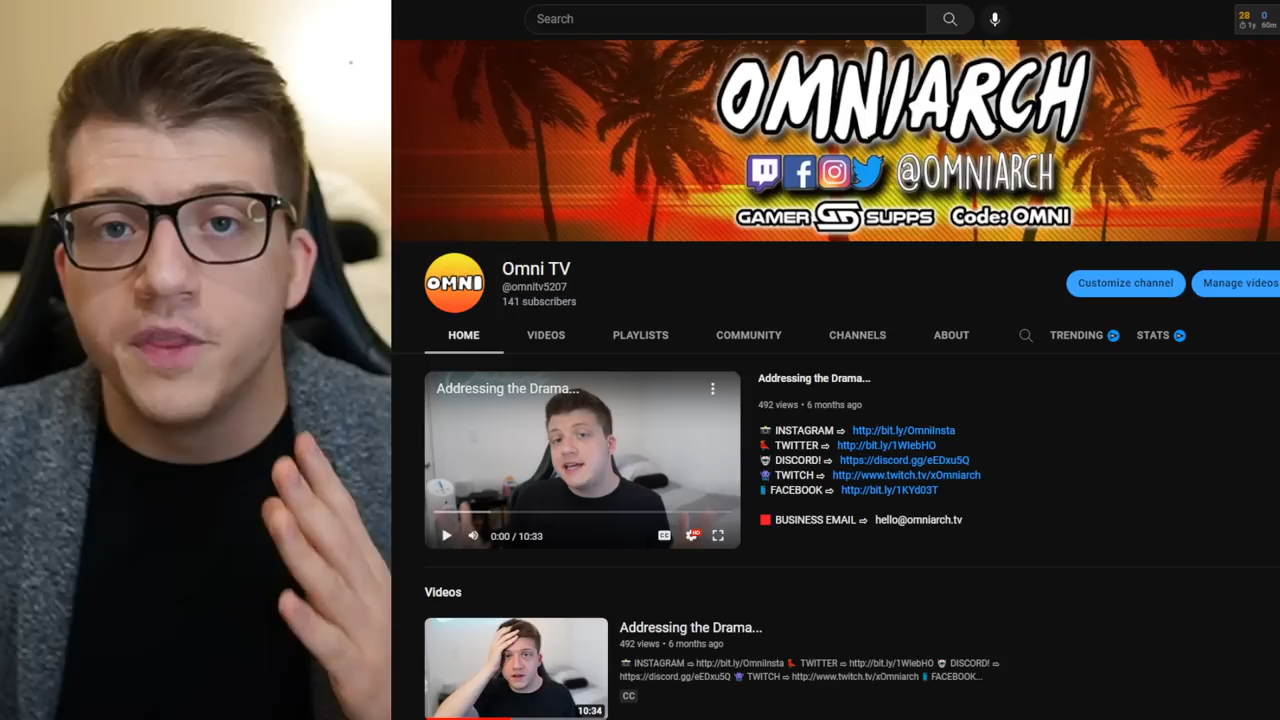 Search
28 0
1y 60m
OMNIARCH
@OMNIARCH
GAMER SUPPS Code: OMNI
OMNI
Omni TV
@omnitv5207
141 subscribers
Customize channel
Manage videos
HOME VIDEOS PLAYLISTS COMMUNITY CHANNELS ABOUT TRENDING STATS
Addressing the Drama...
0:00 / 10:33
CC
HD
Addressing the Drama...
492 views • 6 months ago
INSTAGRAM ⇨ http://bit.ly/OmniInsta
TWITTER ⇨ http://bit.ly/1WIebHO
DISCORD! ⇨ https://discord.gg/eEDxu5Q
TWITCH ⇨ http://www.twitch.tv/xOmniarch
FACEBOOK ⇨ http://bit.ly/1KYd03T
BUSINESS EMAIL ⇨ hello@omniarch.tv
Videos
10:34
Addressing the Drama...
492 views • 6 months ago
INSTAGRAM ⇨ http://bit.ly/OmniInsta TWITTER ⇨ http://bit.ly/1WIebHO DISCORD! ⇨
https://discord.gg/eEDxu5Q TWITCH ⇨ http://www.twitch.tv/xOmniarch FACEBOOK...
CC